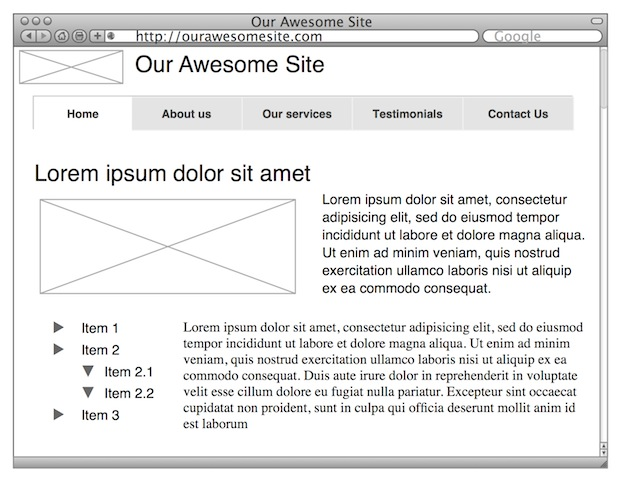 Our Awesome Site
http://ourawesomesite.com
Google
Our Awesome Site
Home
About us
Our services
Testimonials
Contact Us
Lorem ipsum dolor sit amet
Lorem ipsum dolor sit amet, consectetur
adipisicing elit, sed do eiusmod tempor
incididunt ut labore et dolore magna aliqua.
Ut enim ad minim veniam, quis nostrud
exercitation ullamco laboris nisi ut aliquip
ex ea commodo consequat.
Item 1
Item 2
Item 2.1
Item 2.2
Item 3
Lorem ipsum dolor sit amet, consectetur adipisicing elit, sed do eiusmod
tempor incididunt ut labore et dolore magna aliqua. Ut enim ad minim
veniam, quis nostrud exercitation ullamco laboris nisi ut aliquip ex ea
commodo consequat. Duis aute irure dolor in reprehenderit in voluptate
velit esse cillum dolore eu fugiat nulla pariatur. Excepteur sint occaecat
cupidatat non proident, sunt in culpa qui officia deserunt mollit anim id
est laborum